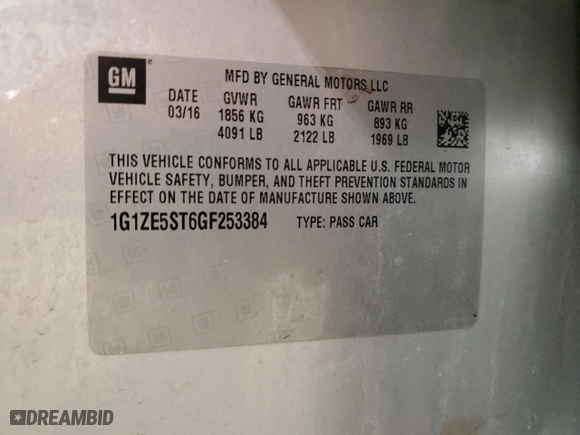 GM
MFD BY GENERAL MOTORS LLC
DATE GVWR GAWR FRT GAWR RR
03/16 1856 KG 963 KG 893 KG
4091 LB 2122 LB 1969 LB
THIS VEHICLE CONFORMS TO ALL APPLICABLE U.S. FEDERAL MOTOR
VEHICLE SAFETY, BUMPER, AND THEFT PREVENTION STANDARDS IN
EFFECT ON THE DATE OF MANUFACTURE SHOWN ABOVE.
1G1ZE5ST6GF253384 TYPE: PASS CAR
DREAMBID